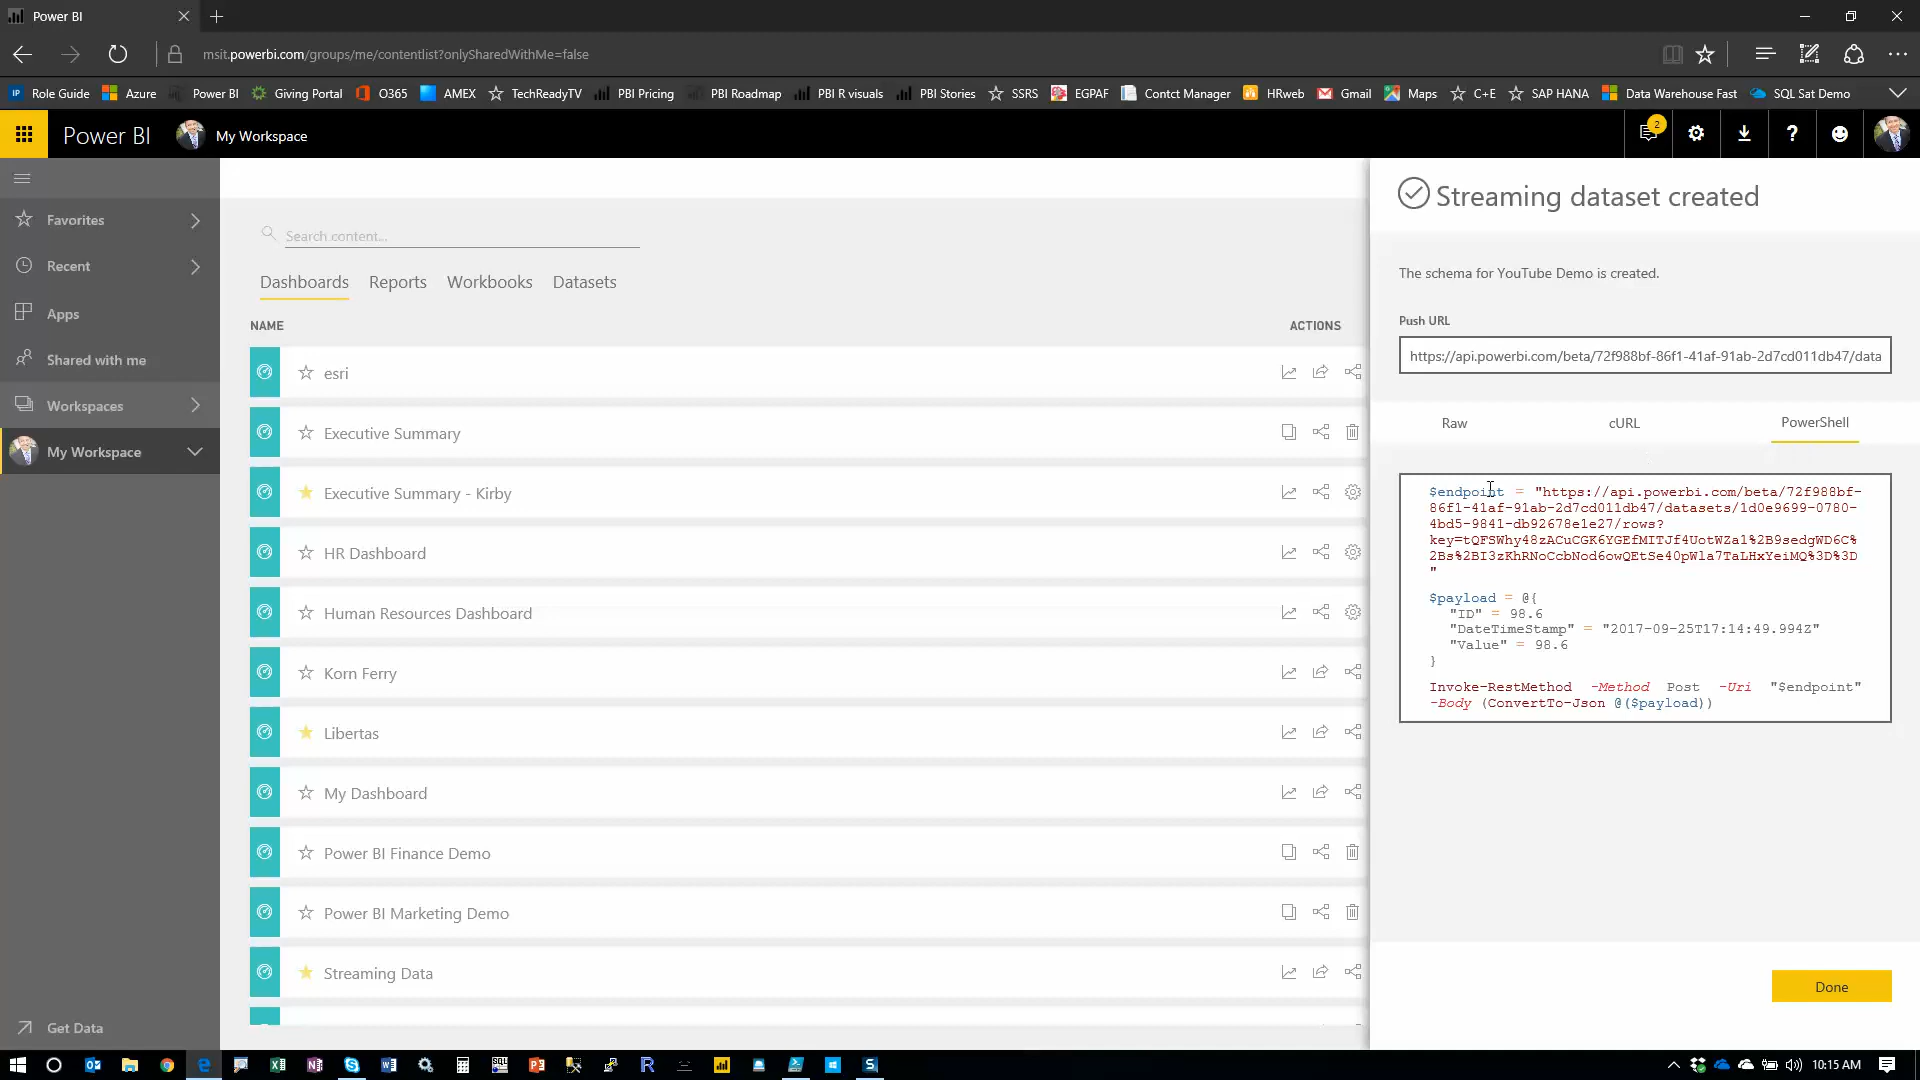 Power BI
msit.powerbi.com/groups/me/contentlist?onlySharedWithMe=false
Role Guide Azure Power BI Giving Portal O365 AMEX TechReadyTV PBI Pricing PBI Roadmap PBI R visuals PBI Stories SSRS EGPAF Contct Manager HRweb Gmail Maps C+E SAP HANA Data Warehouse Fast SQL Sat Demo
Power BI My Workspace 2
Favorites
Recent
Apps
Shared with me
Workspaces
My Workspace
Get Data
Search content...
Dashboards Reports Workbooks Datasets
NAME ACTIONS
esri
Executive Summary
Executive Summary - Kirby
HR Dashboard
Human Resources Dashboard
Korn Ferry
Libertas
My Dashboard
Power BI Finance Demo
Power BI Marketing Demo
Streaming Data
Streaming dataset created
The schema for YouTube Demo is created.
Push URL
https://api.powerbi.com/beta/72f988bf-86f1-41af-91ab-2d7cd011db47/data
Raw cURL PowerShell
$endpoint = "https://api.powerbi.com/beta/72f988bf-
86f1-41af-91ab-2d7cd011db47/datasets/1d0e9699-0780-
4bd5-9841-db92678e1e27/rows?
key=tQFSWhy48zACuCGK6YGEfMITJf4UotWZa1%2B9sedgWD6C%
2Bs%2BI3zKhRNoCcbNod6owQEtSe40pWla7TaLHxYeiMQ%3D%3D
"
$payload = @{
"ID" = 98.6
"DateTimeStamp" = "2017-09-25T17:14:49.994Z"
"Value" = 98.6
}
Invoke-RestMethod -Method Post -Uri "$endpoint"
-Body (ConvertTo-Json @($payload))
Done
10:15 AM